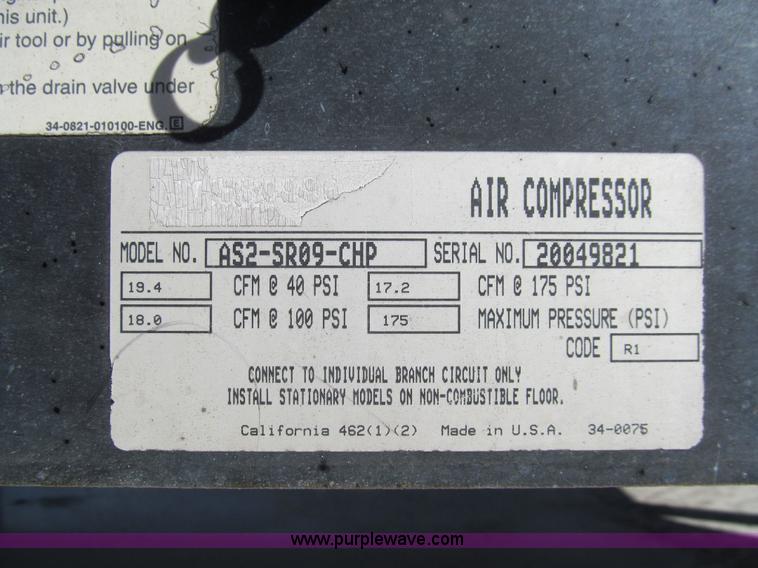 his unit.)
ir tool or by pulling on
the drain valve under
34-0821-010100-ENG. E
AIR COMPRESSOR
MODEL NO. AS2-SR09-CHP SERIAL NO. 20049821
19.4 CFM @ 40 PSI 17.2 CFM @ 175 PSI
18.0 CFM @ 100 PSI 175 MAXIMUM PRESSURE (PSI)
CODE R1
CONNECT TO INDIVIDUAL BRANCH CIRCUIT ONLY
INSTALL STATIONARY MODELS ON NON-COMBUSTIBLE FLOOR.
California 462(1)(2) Made in U.S.A. 34-0075
www.purplewave.com